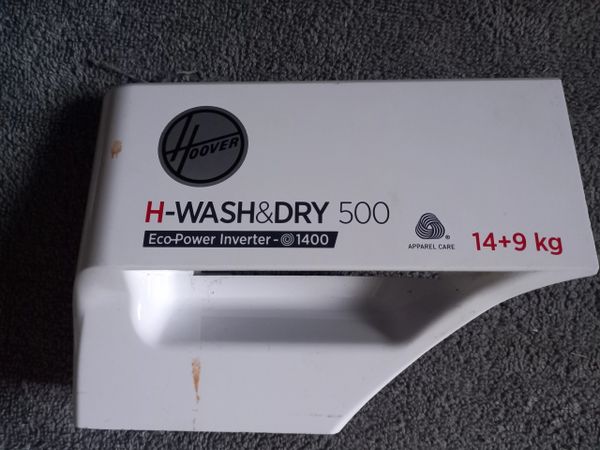 HOOVER
H-WASH&DRY 500
Eco-Power Inverter - 1400
APPAREL CARE
®
14+9 kg